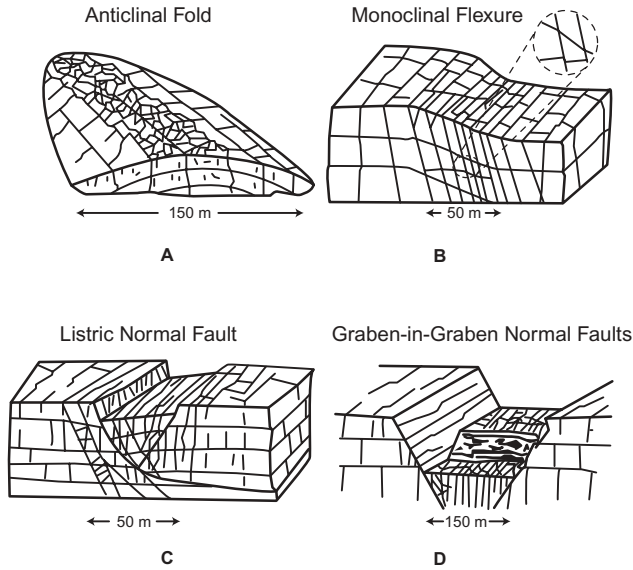 Anticlinal Fold
Monoclinal Flexure
150 m
50 m
A
B
Listric Normal Fault
Graben-in-Graben Normal Faults
50 m
150 m
C
D